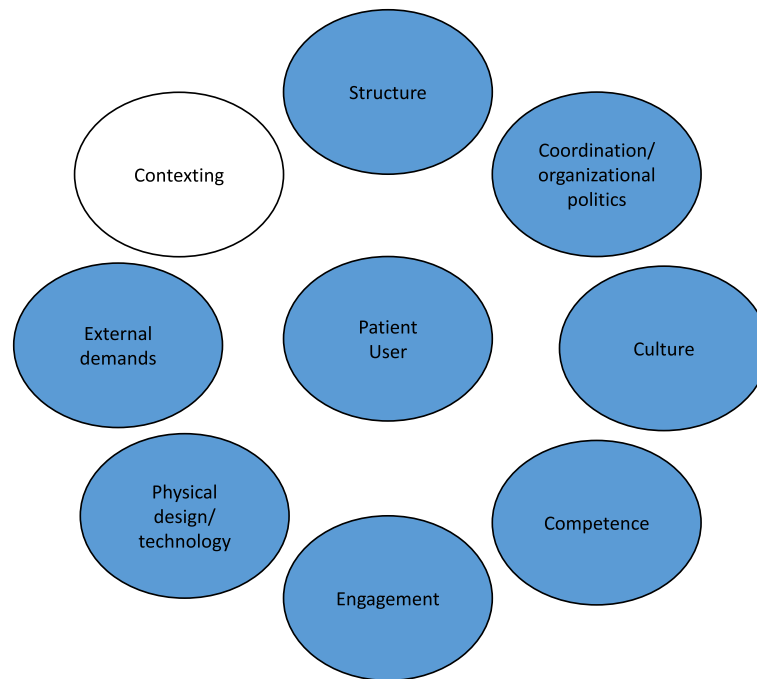 Structure
Coordination/
organizational
politics
Contexting
External
demands
Patient
User
Culture
Physical
design/
technology
Competence
Engagement